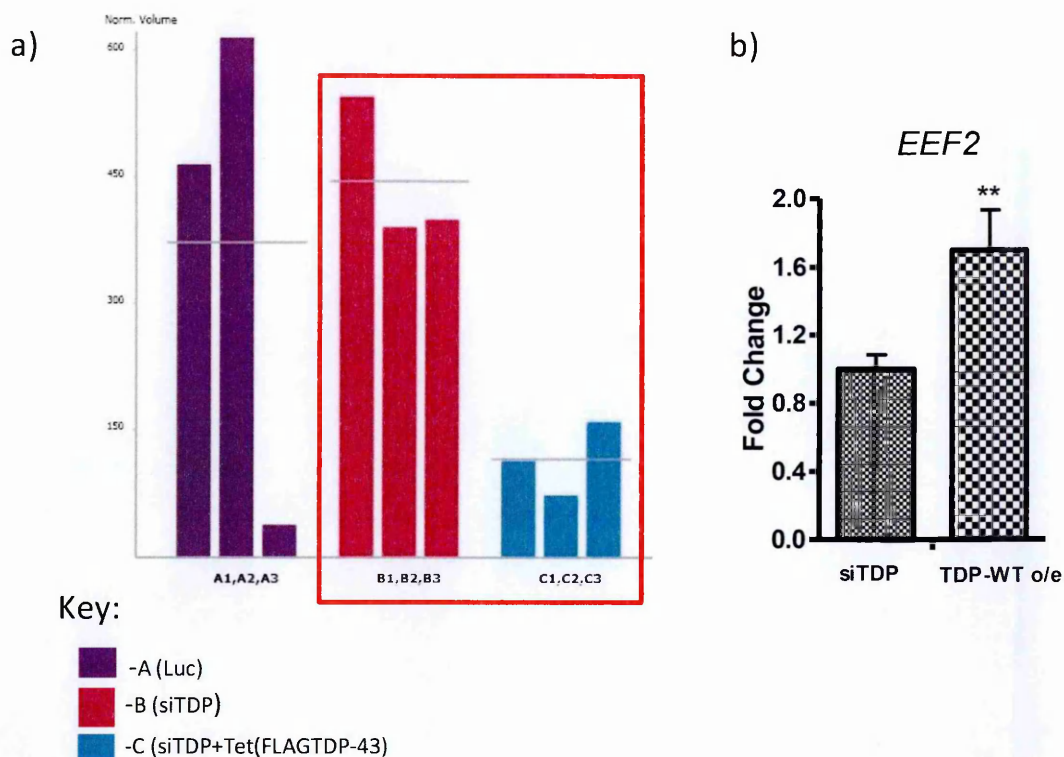 a)
Norm. Volume
600
450
300
150
A1,A2,A3
B1,B2,B3
C1,C2,C3
Key:
-A (Luc)
-B (siTDP)
-C (siTDP+Tet(FLAGTDP-43)
b)
EEF2
**
Fold Change
2.0
1.6
1.2
0.8
0.4
0.0
siTDP
TDP-WT o/e